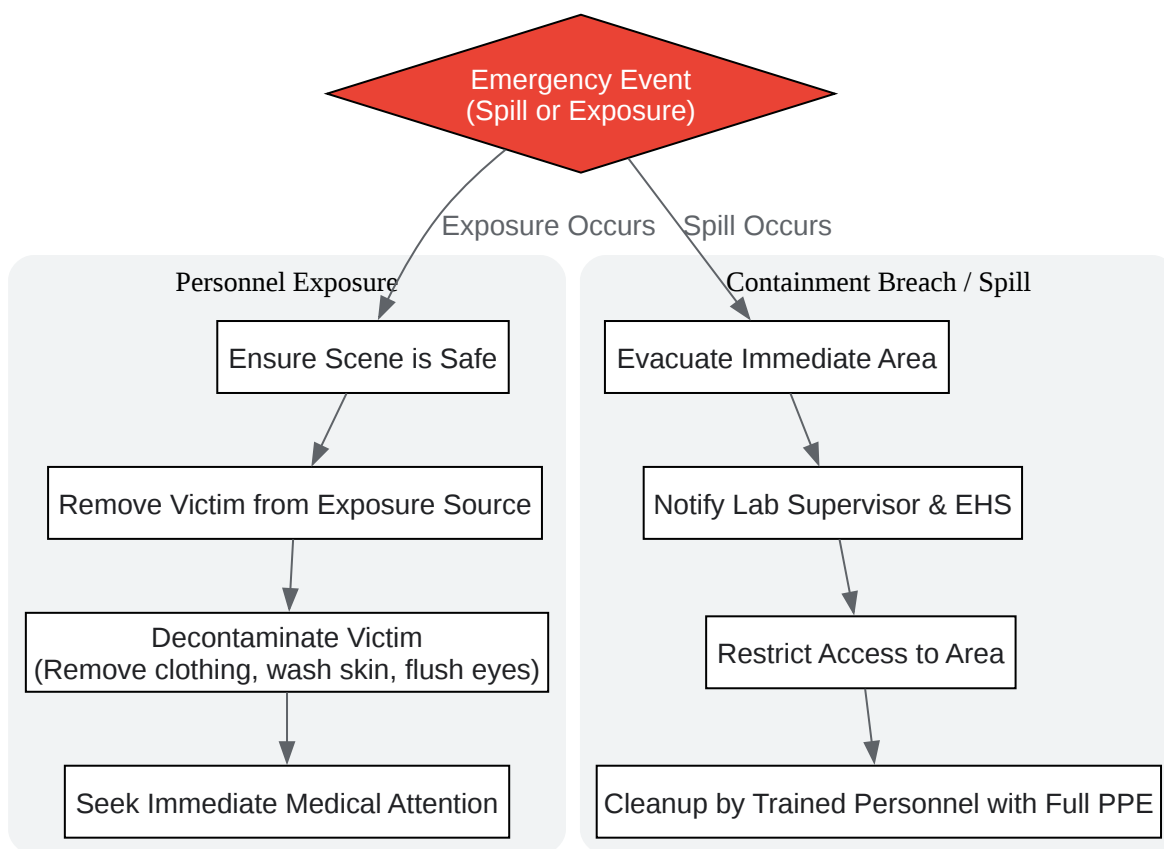 Emergency Event
(Spill or Exposure)
Exposure Occurs
Spill Occurs
Personnel Exposure
Ensure Scene is Safe
Remove Victim from Exposure Source
Decontaminate Victim
(Remove clothing, wash skin, flush eyes)
Seek Immediate Medical Attention
Containment Breach / Spill
Evacuate Immediate Area
Notify Lab Supervisor & EHS
Restrict Access to Area
Cleanup by Trained Personnel with Full PPE